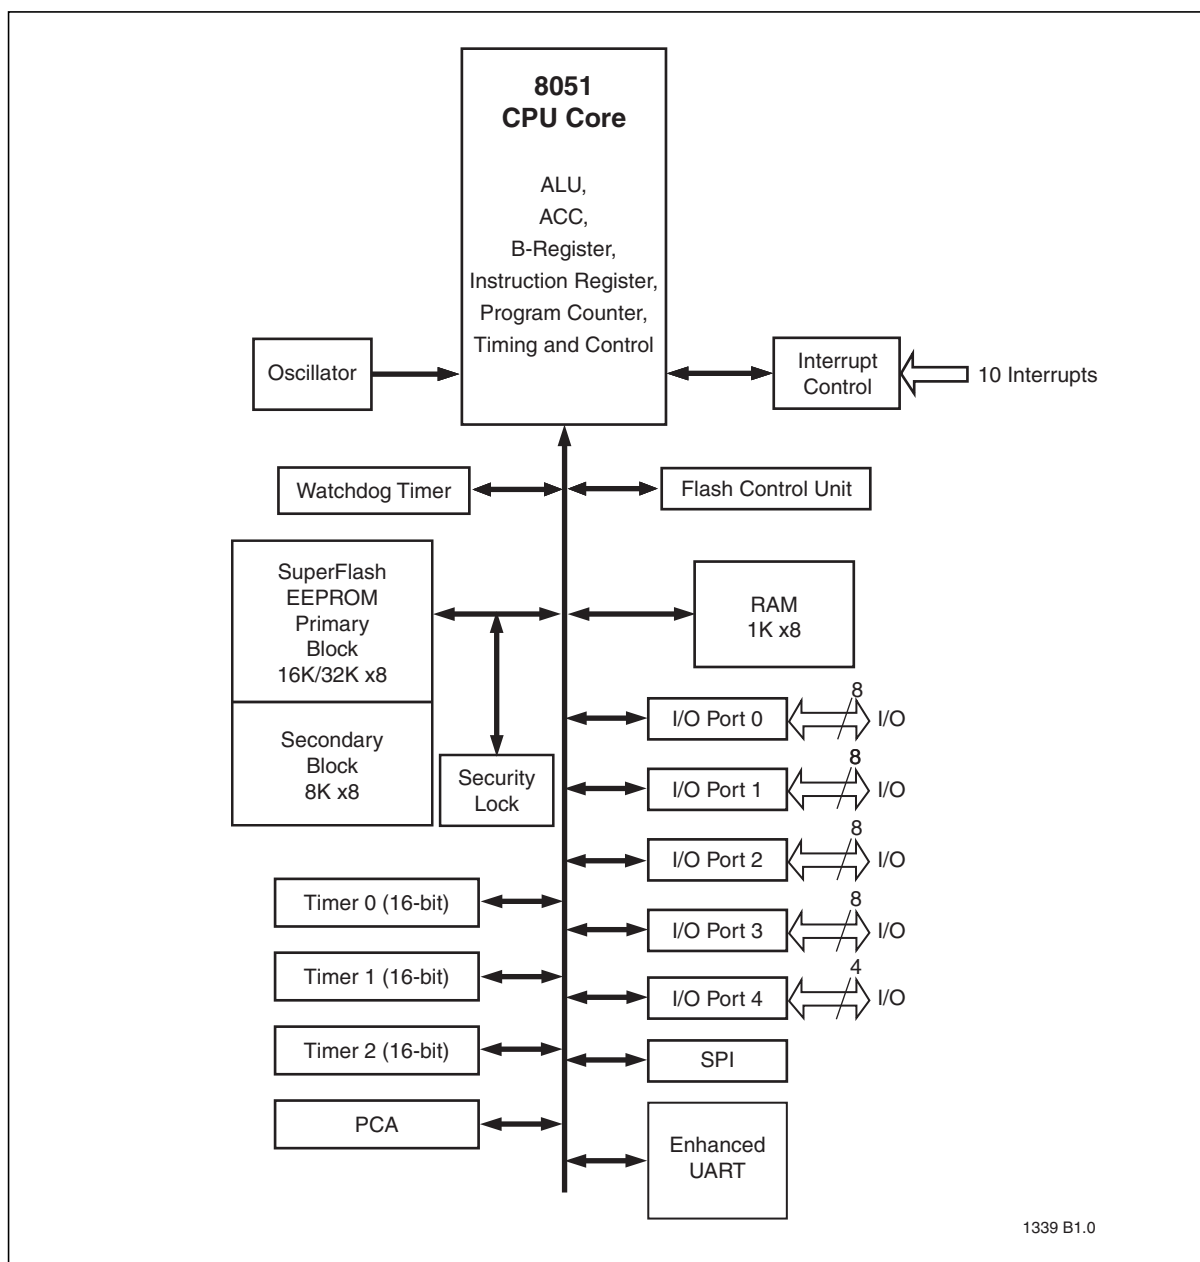 8051
CPU Core
ALU,
ACC,
B-Register,
Instruction Register,
Program Counter,
Timing and Control
Oscillator
Interrupt
Control
10 Interrupts
Watchdog Timer
Flash Control Unit
SuperFlash
EEPROM
Primary
Block
16K/32K x8
RAM
1K x8
Secondary
Block
8K x8
Security
Lock
8
I/O Port 0
I/O
8
I/O Port 1
I/O
8
I/O Port 2
I/O
8
I/O Port 3
I/O
4
I/O Port 4
I/O
Timer 0 (16-bit)
Timer 1 (16-bit)
Timer 2 (16-bit)
SPI
PCA
Enhanced
UART
1339 B1.0